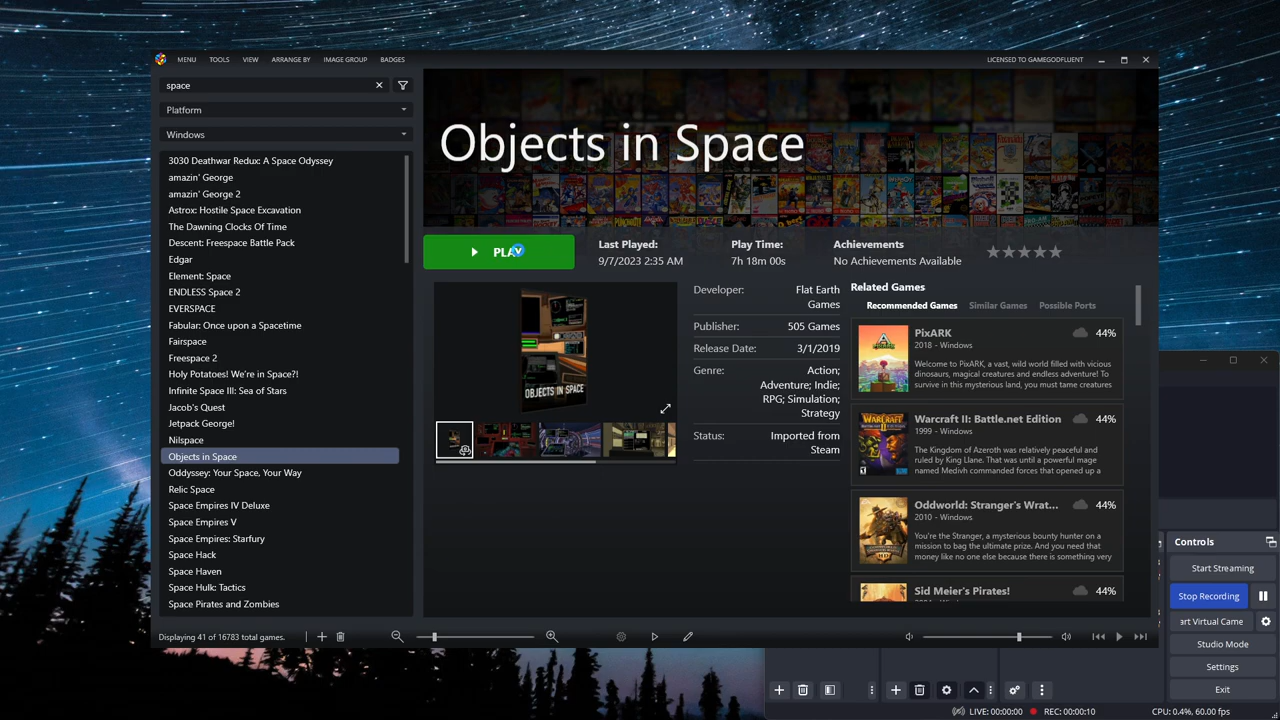 MENU TOOLS VIEW ARRANGE BY IMAGE GROUP BADGES LICENSED TO GAMEGODFLUENT
space
Platform
Windows
3030 Deathwar Redux: A Space Odyssey
amazin' George
amazin' George 2
Astrox: Hostile Space Excavation
The Dawning Clocks Of Time
Descent: Freespace Battle Pack
Edgar
Element: Space
ENDLESS Space 2
EVERSPACE
Fabular: Once upon a Spacetime
Fairspace
Freespace 2
Holy Potatoes! We're in Space?!
Infinite Space III: Sea of Stars
Jacob's Quest
Jetpack George!
Nilspace
Objects in Space
Oddyssey: Your Space, Your Way
Relic Space
Space Empires IV Deluxe
Space Empires V
Space Empires: Starfury
Space Hack
Space Haven
Space Hulk: Tactics
Space Pirates and Zombies
Displaying 41 of 16783 total games.
Objects in Space
PLAY
Last Played:
9/7/2023 2:35 AM
Play Time:
7h 18m 00s
Achievements
No Achievements Available
OBJECTS IN SPACE
Developer: Flat Earth
Games
Publisher: 505 Games
Release Date: 3/1/2019
Genre: Action;
Adventure; Indie;
RPG; Simulation;
Strategy
Status: Imported from
Steam
Related Games
Recommended Games Similar Games Possible Ports
PixARK 44%
2018 - Windows
Welcome to PixARK, a vast, wild world filled with vicious
dinosaurs, magical creatures and endless adventure! To
survive in this mysterious land, you must tame creatures
Warcraft II: Battle.net Edition 44%
1999 - Windows
The Kingdom of Azeroth was relatively peaceful and
ruled by King Llane. That was until a powerful mage
named Medivh commanded forces that opened up a
Oddworld: Stranger's Wrat... 44%
2010 - Windows
You're the Stranger, a mysterious bounty hunter on a
mission to bag the ultimate prize. And you need that
money like no one else because there is something very
Sid Meier's Pirates! 44%
Controls
Start Streaming
Stop Recording
art Virtual Came
Studio Mode
Settings
Exit
LIVE: 00:00:00 REC: 00:00:10 CPU: 0.4%, 60.00 fps